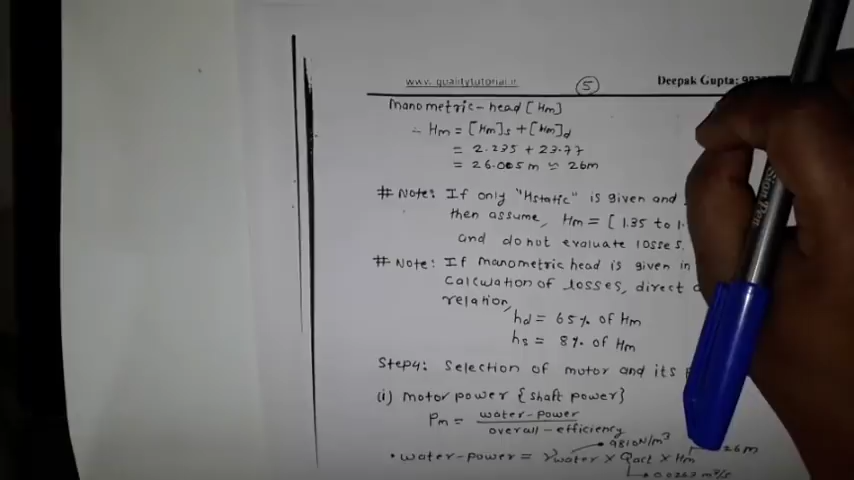 www. qualitytutorial.in
5
Deepak Gupta:
Manometric-head [Hm]
∴ Hm = [Hm]s + [Hm]d
= 2.235 + 23.77
= 26.005 m ≃ 26m
# Note: If only "Hstatic" is given and
then assume, Hm = [ 1.35 to 1.
and do not evaluate losses.
# Note: If manometric head is given in
Calculation of losses, direct
relation,
hd = 65% of Hm
hs = 8% of Hm
Step4: Selection of motor and its
(i) motor power {shaft power}
Pm = water-power
overall-efficiency
9810N/m³
26m
• water-power = γwater × Qact × Hm
m³/s